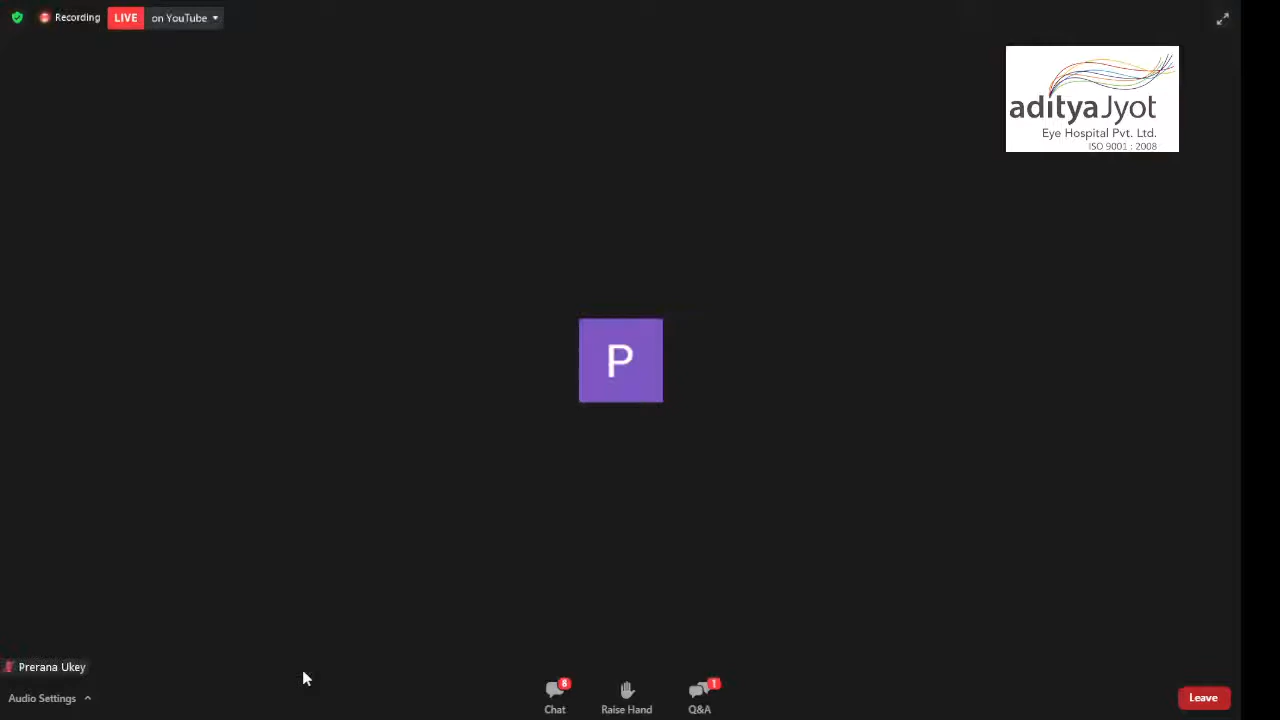 Recording
LIVE on YouTube
adityaJyot
Eye Hospital Pvt. Ltd.
ISO 9001 : 2008
P
Prerana Ukey
Audio Settings
8
Chat
Raise Hand
1
Q&A
Leave